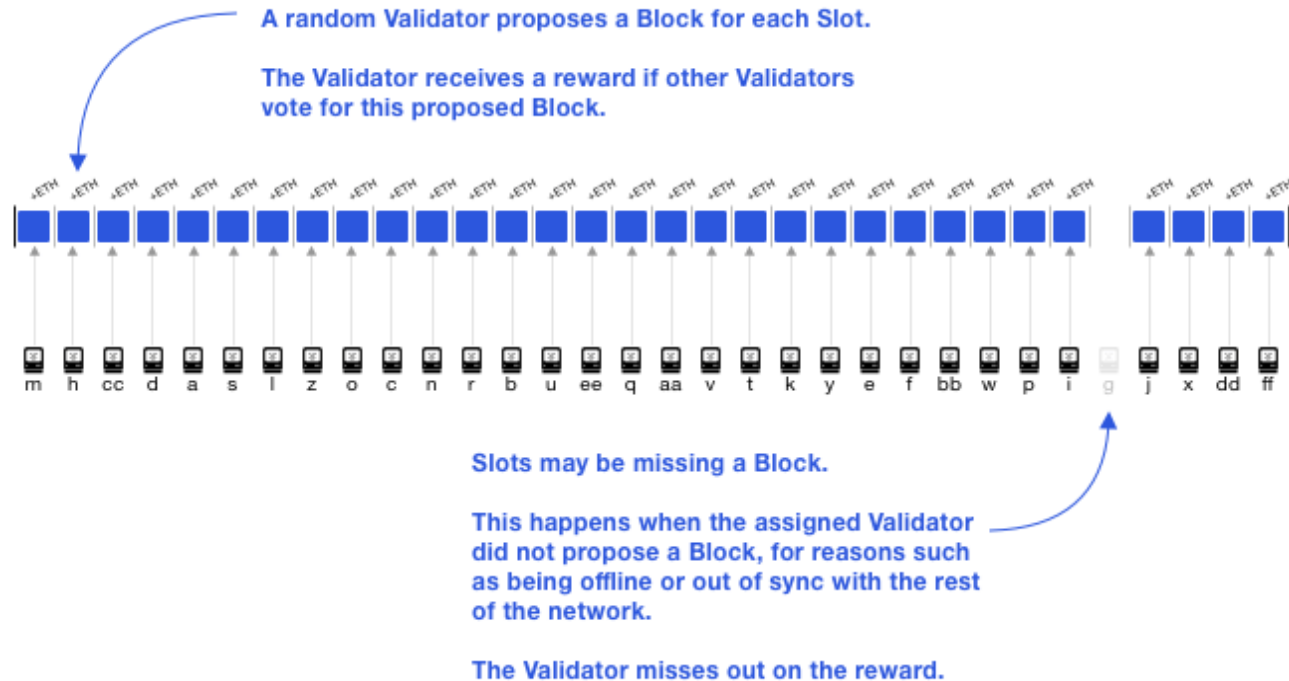 A random Validator proposes a Block for each Slot.
The Validator receives a reward if other Validators
vote for this proposed Block.
+ETH +ETH +ETH +ETH +ETH +ETH +ETH +ETH +ETH +ETH +ETH +ETH +ETH +ETH +ETH +ETH +ETH +ETH +ETH +ETH +ETH +ETH +ETH +ETH +ETH +ETH +ETH +ETH +ETH +ETH +ETH
m h cc d a s l z o c n r b u ee q aa v t k y e f bb w p i g j x dd ff
Slots may be missing a Block.
This happens when the assigned Validator
did not propose a Block, for reasons such
as being offline or out of sync with the rest
of the network.
The Validator misses out on the reward.